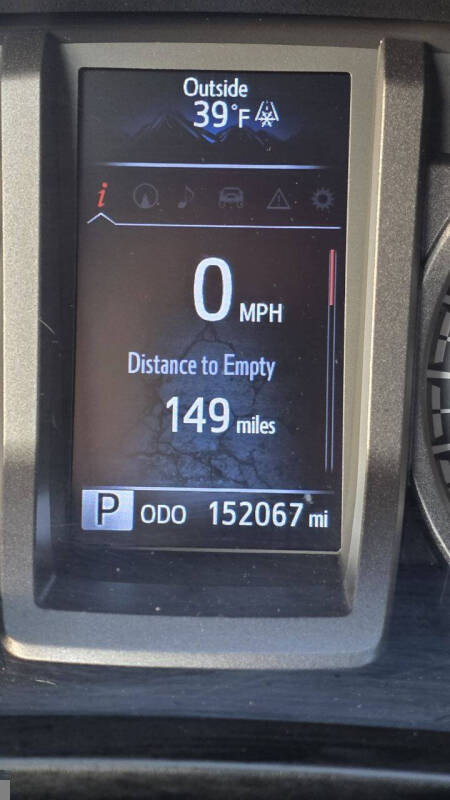 Outside
39°F
i
0 MPH
Distance to Empty
149 miles
P ODO 152067 mi